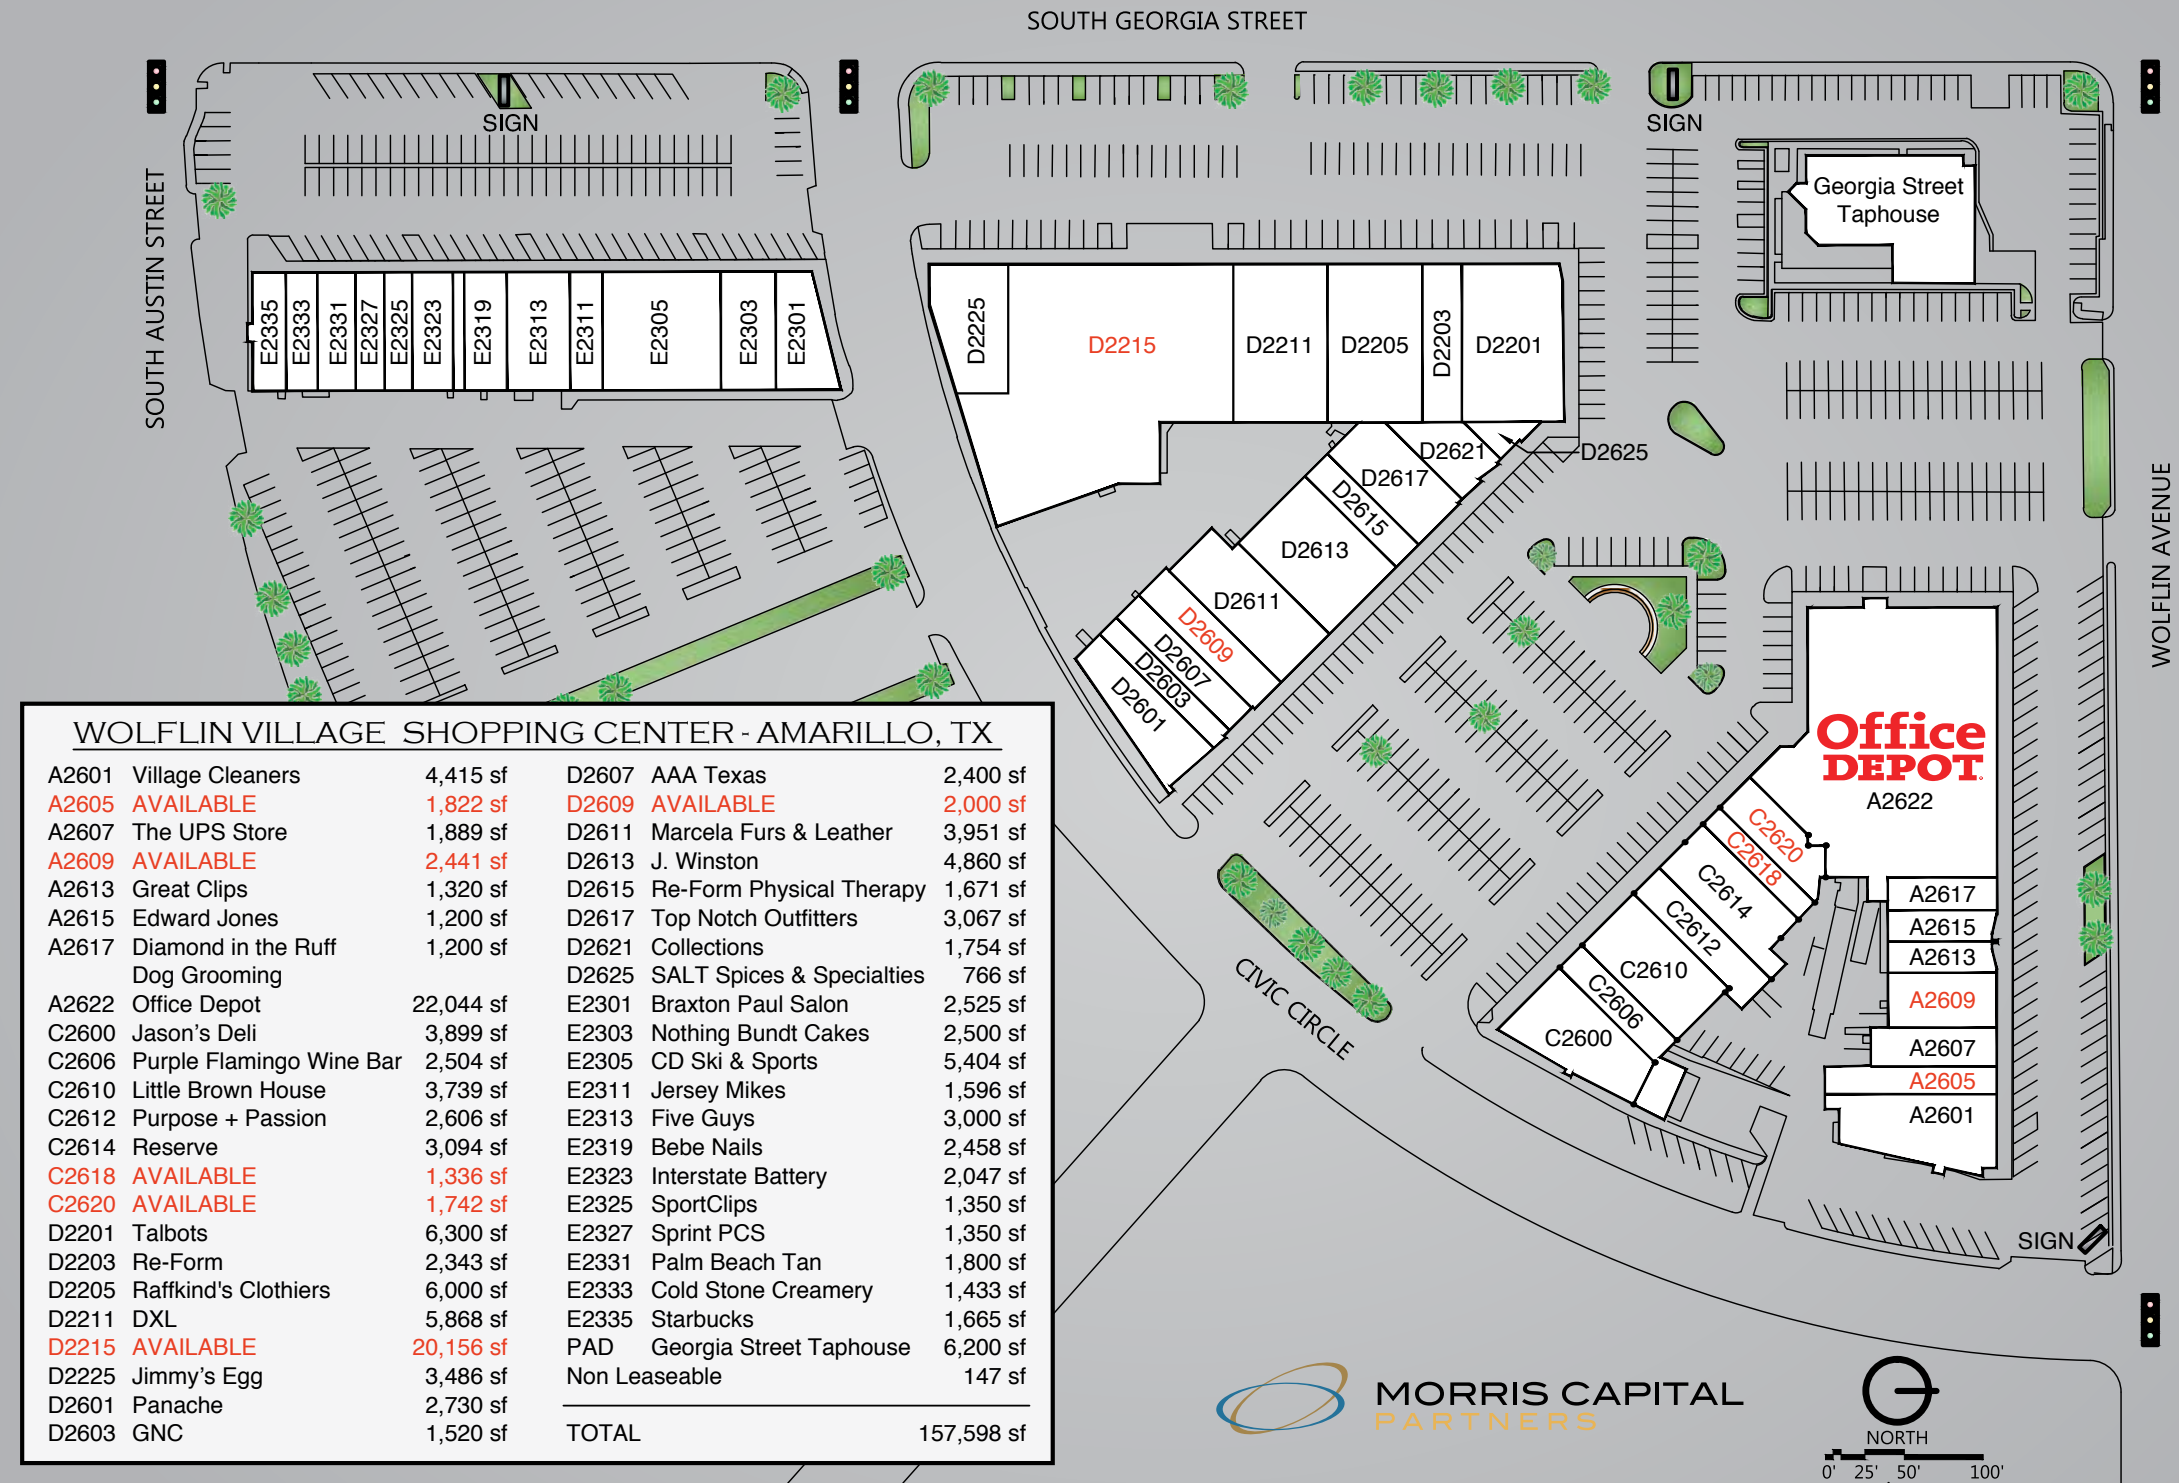 SOUTH GEORGIA STREET
SIGN
SIGN
Georgia Street
Taphouse
SOUTH AUSTIN STREET
E2335
E2333
E2331
E2327
E2325
E2323
E2319
E2313
E2311
E2305
E2303
E2301
D2225
D2215
D2211
D2205
D2203
D2201
D2621
D2625
D2617
D2615
D2613
D2611
D2609
D2607
D2603
D2601
WOLFLIN AVENUE
Office
DEPOT.
A2622
C2620
C2618
C2614
C2612
C2610
C2606
C2600
A2617
A2615
A2613
A2609
A2607
A2605
A2601
CIVIC CIRCLE
SIGN
WOLFLIN VILLAGE SHOPPING CENTER - AMARILLO, TX
A2601 Village Cleaners 4,415 sf
A2605 AVAILABLE 1,822 sf
A2607 The UPS Store 1,889 sf
A2609 AVAILABLE 2,441 sf
A2613 Great Clips 1,320 sf
A2615 Edward Jones 1,200 sf
A2617 Diamond in the Ruff 1,200 sf
Dog Grooming
A2622 Office Depot 22,044 sf
C2600 Jason's Deli 3,899 sf
C2606 Purple Flamingo Wine Bar 2,504 sf
C2610 Little Brown House 3,739 sf
C2612 Purpose + Passion 2,606 sf
C2614 Reserve 3,094 sf
C2618 AVAILABLE 1,336 sf
C2620 AVAILABLE 1,742 sf
D2201 Talbots 6,300 sf
D2203 Re-Form 2,343 sf
D2205 Raffkind's Clothiers 6,000 sf
D2211 DXL 5,868 sf
D2215 AVAILABLE 20,156 sf
D2225 Jimmy's Egg 3,486 sf
D2601 Panache 2,730 sf
D2603 GNC 1,520 sf
D2607 AAA Texas 2,400 sf
D2609 AVAILABLE 2,000 sf
D2611 Marcela Furs & Leather 3,951 sf
D2613 J. Winston 4,860 sf
D2615 Re-Form Physical Therapy 1,671 sf
D2617 Top Notch Outfitters 3,067 sf
D2621 Collections 1,754 sf
D2625 SALT Spices & Specialties 766 sf
E2301 Braxton Paul Salon 2,525 sf
E2303 Nothing Bundt Cakes 2,500 sf
E2305 CD Ski & Sports 5,404 sf
E2311 Jersey Mikes 1,596 sf
E2313 Five Guys 3,000 sf
E2319 Bebe Nails 2,458 sf
E2323 Interstate Battery 2,047 sf
E2325 SportClips 1,350 sf
E2327 Sprint PCS 1,350 sf
E2331 Palm Beach Tan 1,800 sf
E2333 Cold Stone Creamery 1,433 sf
E2335 Starbucks 1,665 sf
PAD Georgia Street Taphouse 6,200 sf
Non Leaseable 147 sf
TOTAL 157,598 sf
MORRIS CAPITAL
PARTNERS
NORTH
0' 25' 50' 100'